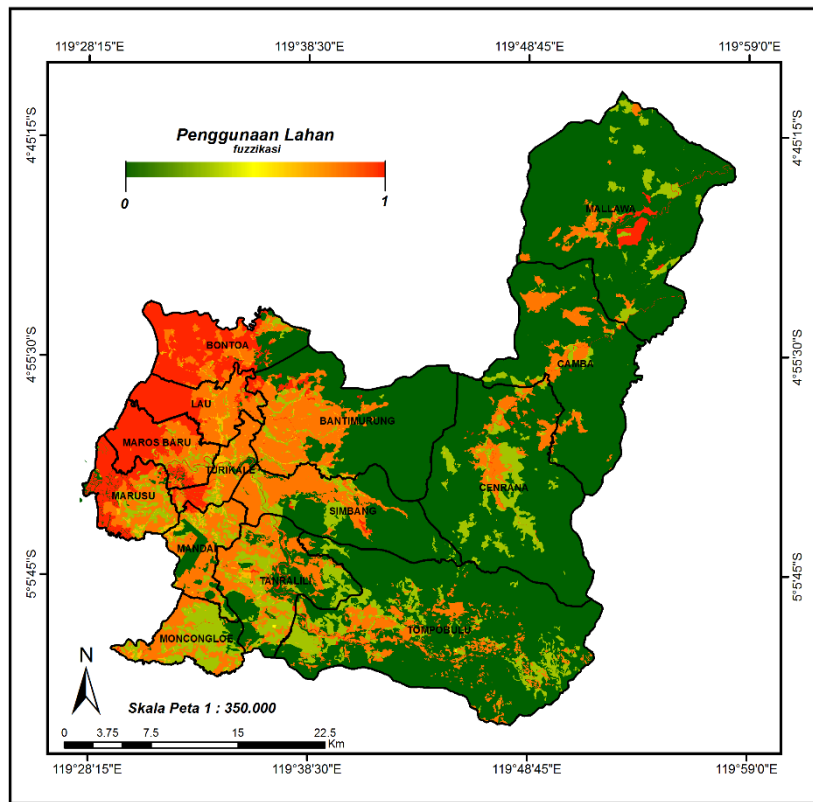 119°28'15"E 119°38'30"E 119°48'45"E 119°59'0"E
4°45'15"S 4°45'15"S
Penggunaan Lahan
fuzzikasi
0 1
MALLAWA
4°55'30"S 4°55'30"S
BONTOA
CAMBA
LAU
BANTIMURUNG
MAROS BARU
TURIKALE
CENRANA
MARUSU
SIMBANG
MANDAI
5°5'45"S 5°5'45"S
TANRALILI
TOMPOBULU
MONCONGLOE
N
Skala Peta 1 : 350.000
0 3.75 7.5 15 22.5
Km
119°28'15"E 119°38'30"E 119°48'45"E 119°59'0"E